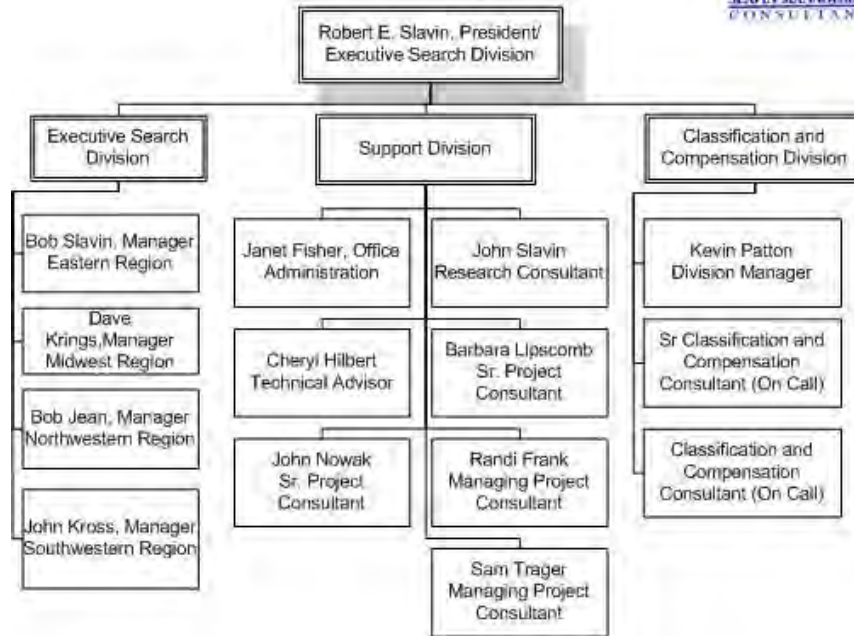 CONSULTAN
Robert E. Slavin, President/
Executive Search Division
Executive Search
Division
Support Division
Classification and
Compensation Division
Bob Slavin, Manager
Eastern Region
Dave
Krings,Manager
Midwest Region
Bob Jean, Manager
Northwestern Region
John Kross, Manager
Southwestern Region
Janet Fisher, Office
Administration
John Slavin
Research Consultant
Cheryl Hilbert
Technical Advisor
Barbara Lipscomb
Sr. Project
Consultant
John Nowak
Sr. Project
Consultant
Randi Frank
Managing Project
Consultant
Sam Trager
Managing Project
Consultant
Kevin Patton
Division Manager
Sr Classification and
Compensation
Consultant (On Call)
Classification and
Compensation
Consultant (On Call)